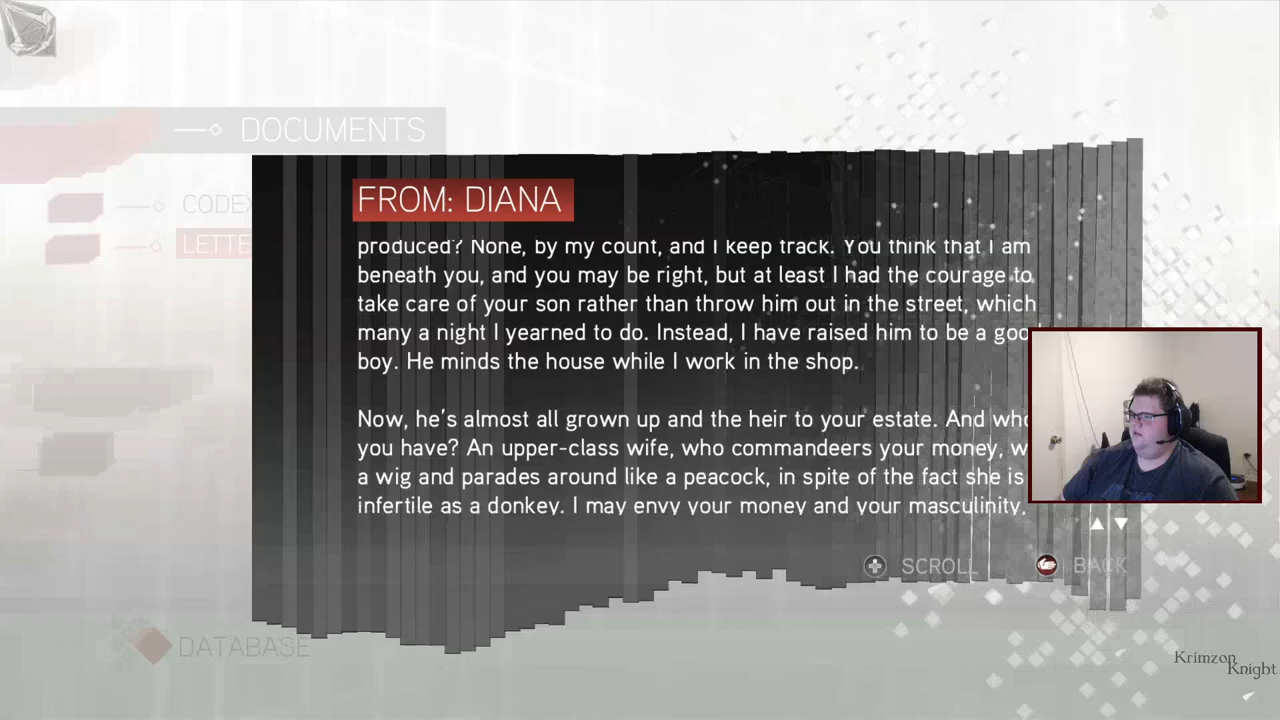 DOCUMENTS
CODEX
LETTE
FROM: DIANA
produced? None, by my count, and I keep track. You think that I am
beneath you, and you may be right, but at least I had the courage to
take care of your son rather than throw him out in the street, which
many a night I yearned to do. Instead, I have raised him to be a goo
boy. He minds the house while I work in the shop.
Now, he's almost all grown up and the heir to your estate. And who
you have? An upper-class wife, who commandeers your money, w
a wig and parades around like a peacock, in spite of the fact she is
infertile as a donkey. I may envy your money and your masculinity,
SCROLL
BACK
DATABASE
Krimzon
Knight